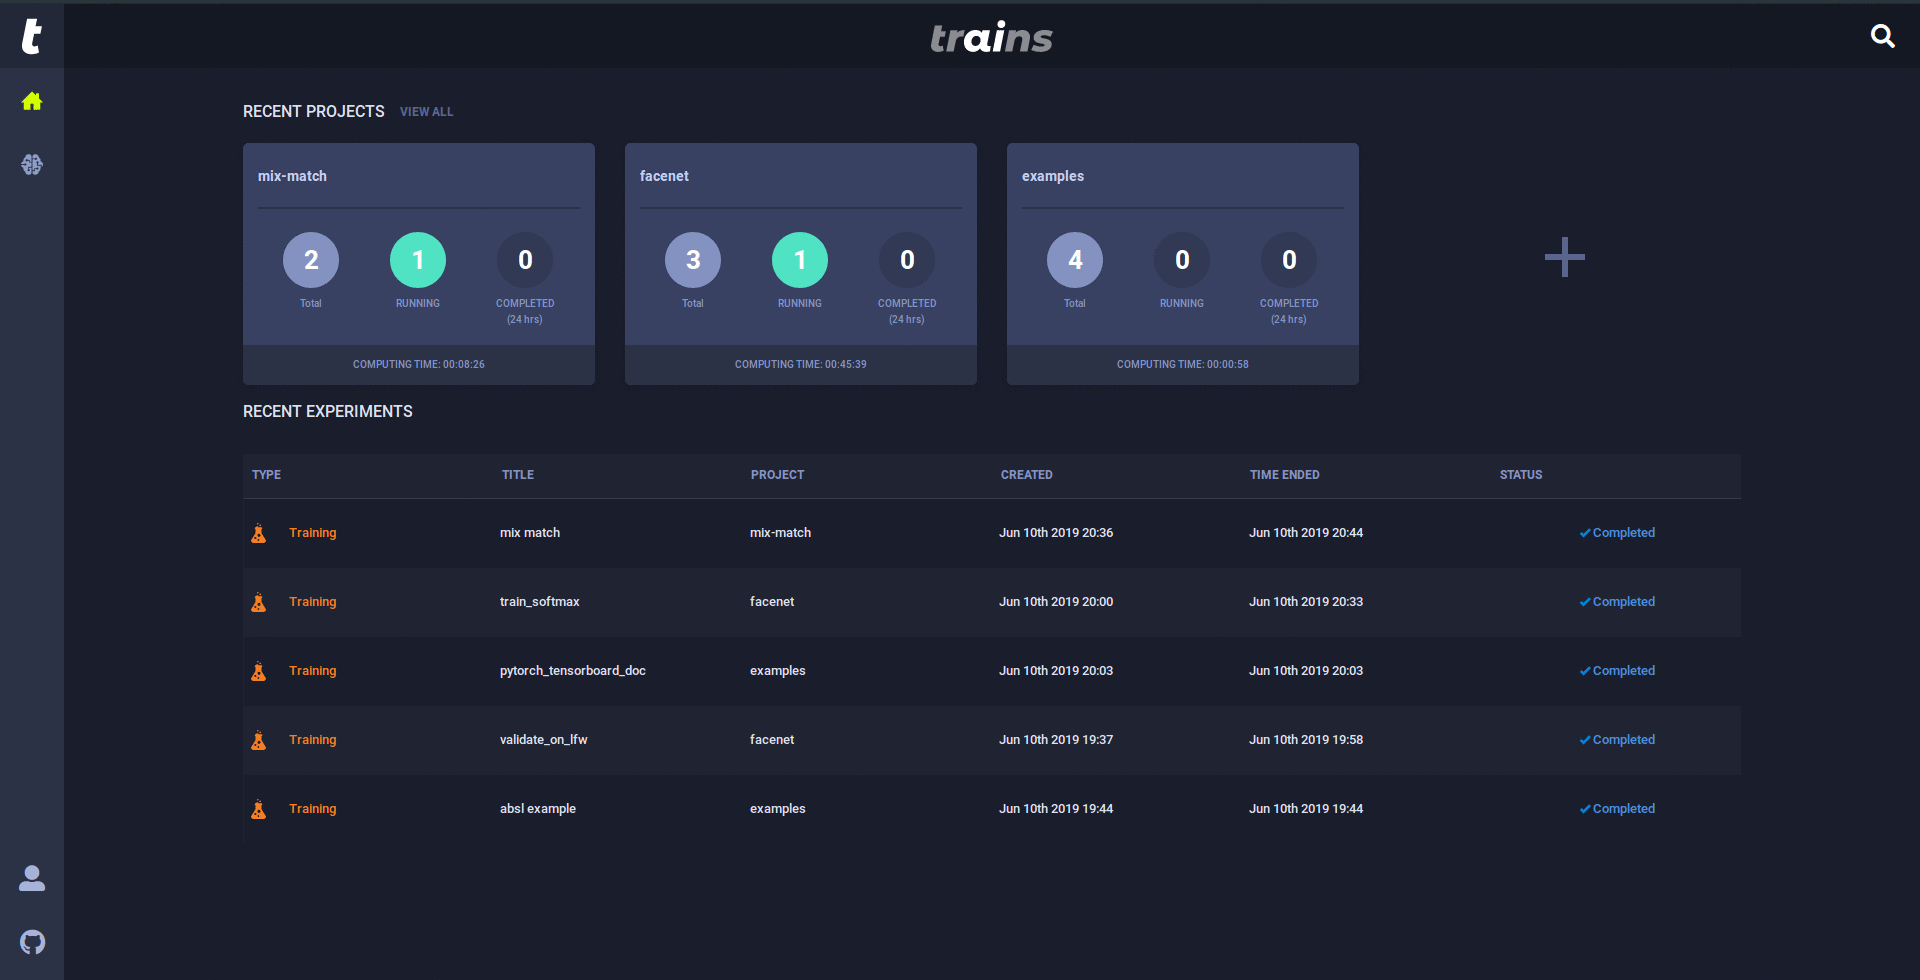 t
trains
RECENT PROJECTS VIEW ALL
mix-match
2 1 0
Total RUNNING COMPLETED
(24 hrs)
COMPUTING TIME: 00:08:26
facenet
3 1 0
Total RUNNING COMPLETED
(24 hrs)
COMPUTING TIME: 00:45:39
examples
4 0 0
Total RUNNING COMPLETED
(24 hrs)
COMPUTING TIME: 00:00:58
RECENT EXPERIMENTS
TYPE TITLE PROJECT CREATED TIME ENDED STATUS
Training mix match mix-match Jun 10th 2019 20:36 Jun 10th 2019 20:44 Completed
Training train_softmax facenet Jun 10th 2019 20:00 Jun 10th 2019 20:33 Completed
Training pytorch_tensorboard_doc examples Jun 10th 2019 20:03 Jun 10th 2019 20:03 Completed
Training validate_on_lfw facenet Jun 10th 2019 19:37 Jun 10th 2019 19:58 Completed
Training absl example examples Jun 10th 2019 19:44 Jun 10th 2019 19:44 Completed